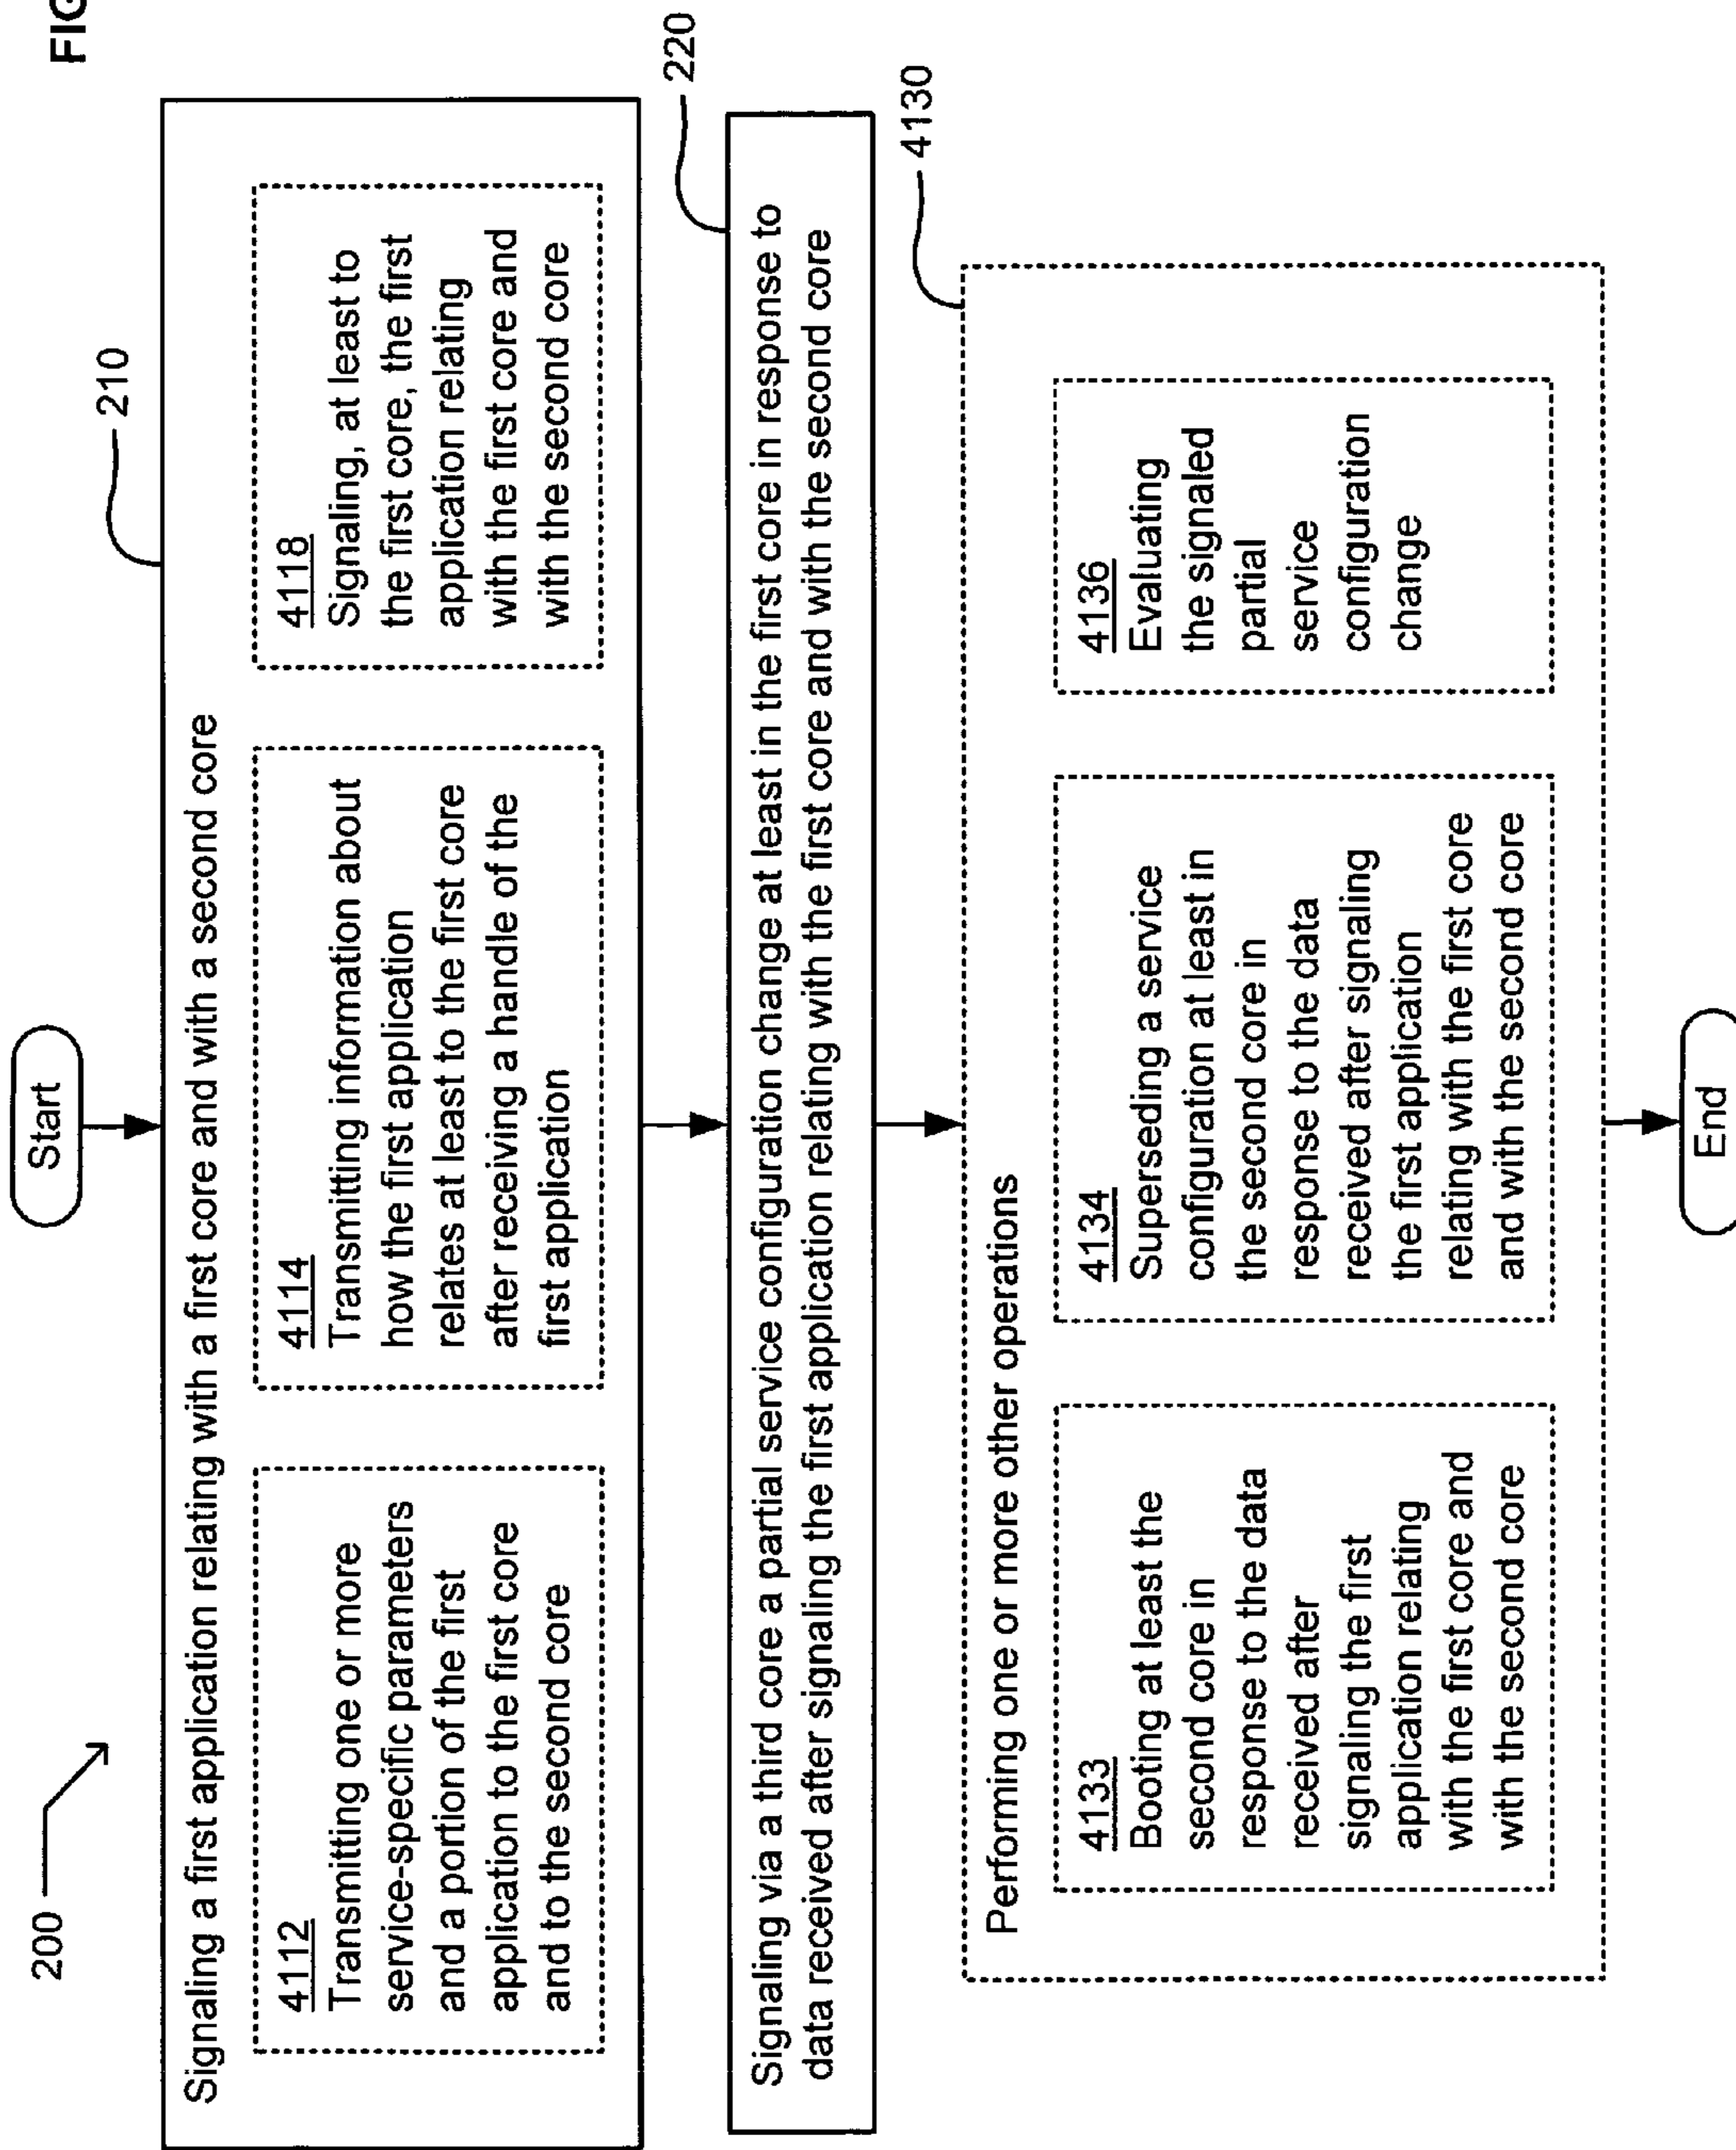 FIG
200
Start
210
Signaling a first application relating with a first core and with a second core
4112
Transmitting one or more
service-specific parameters
and a portion of the first
application to the first core
and to the second core
4114
Transmitting information about
how the first application
relates at least to the first core
after receiving a handle of the
first application
4118
Signaling, at least to
the first core, the first
application relating
with the first core and
with the second core
220
Signaling via a third core a partial service configuration change at least in the first core in response to
data received after signaling the first application relating with the first core and with the second core
4130
Performing one or more other operations
4133
Booting at least the
second core in
response to the data
received after
signaling the first
application relating
with the first core and
with the second core
4134
Superseding a service
configuration at least in
the second core in
response to the data
received after signaling
the first application
relating with the first core
and with the second core
4136
Evaluating
the signaled
partial
service
configuration
change
End